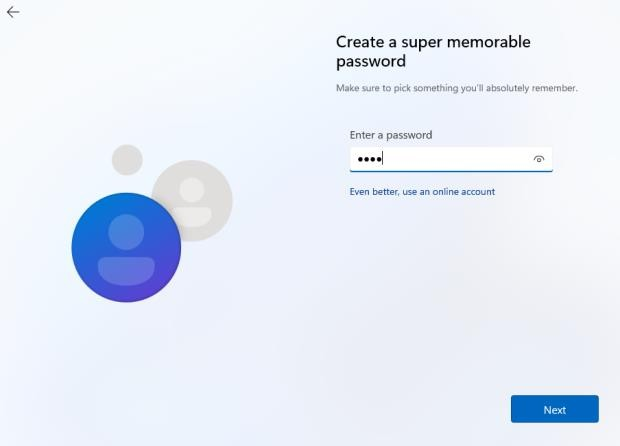 Create a super memorable
password
Make sure to pick something you'll absolutely remember.
Enter a password
••••
Even better, use an online account
Next